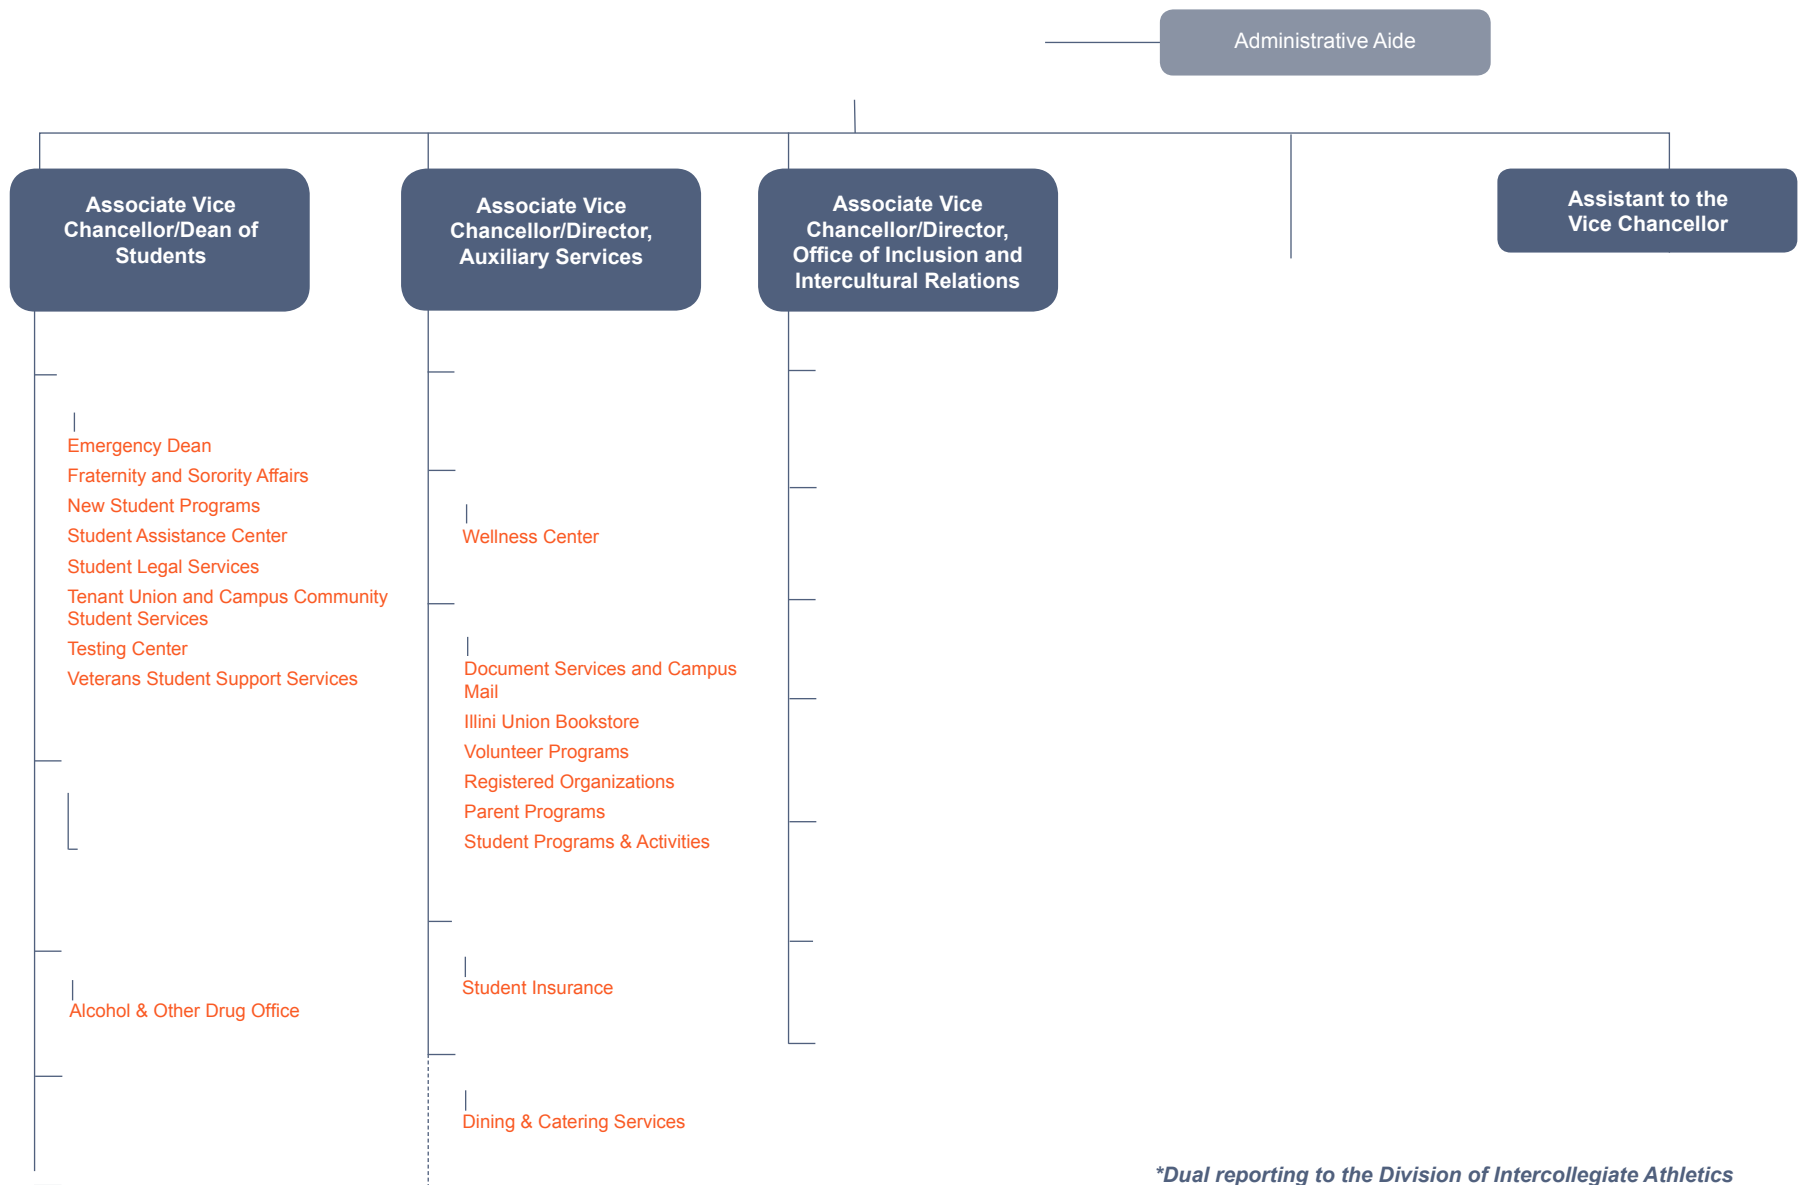 Administrative Aide
Associate Vice
Chancellor/Dean of
Students
Associate Vice
Chancellor/Director,
Auxiliary Services
Associate Vice
Chancellor/Director,
Office of Inclusion and
Intercultural Relations
Assistant to the
Vice Chancellor
Emergency Dean
Fraternity and Sorority Affairs
New Student Programs
Student Assistance Center
Student Legal Services
Tenant Union and Campus Community
Student Services
Testing Center
Veterans Student Support Services
Alcohol & Other Drug Office
Wellness Center
Document Services and Campus
Mail
Illini Union Bookstore
Volunteer Programs
Registered Organizations
Parent Programs
Student Programs & Activities
Student Insurance
Dining & Catering Services
*Dual reporting to the Division of Intercollegiate Athletics